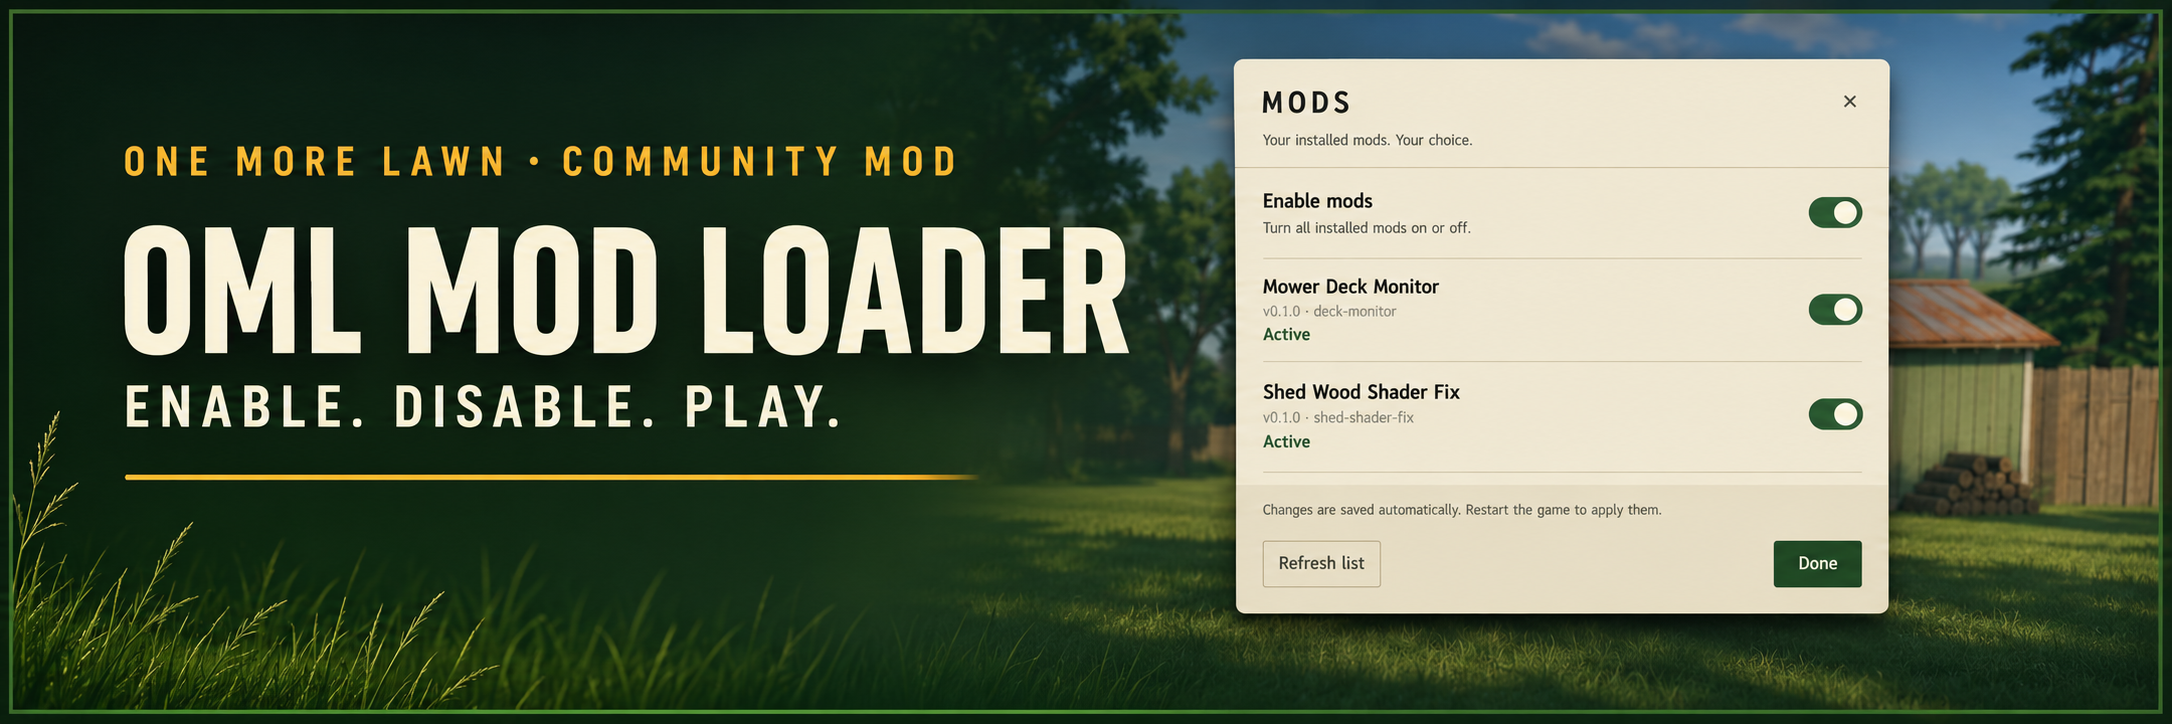 ONE MORE LAWN · COMMUNITY MOD
OML MOD LOADER
ENABLE. DISABLE. PLAY.
MODS
×
Your installed mods. Your choice.
Enable mods
Turn all installed mods on or off.
Mower Deck Monitor
v0.1.0 · deck-monitor
Active
Shed Wood Shader Fix
v0.1.0 · shed-shader-fix
Active
Changes are saved automatically. Restart the game to apply them.
Refresh list
Done